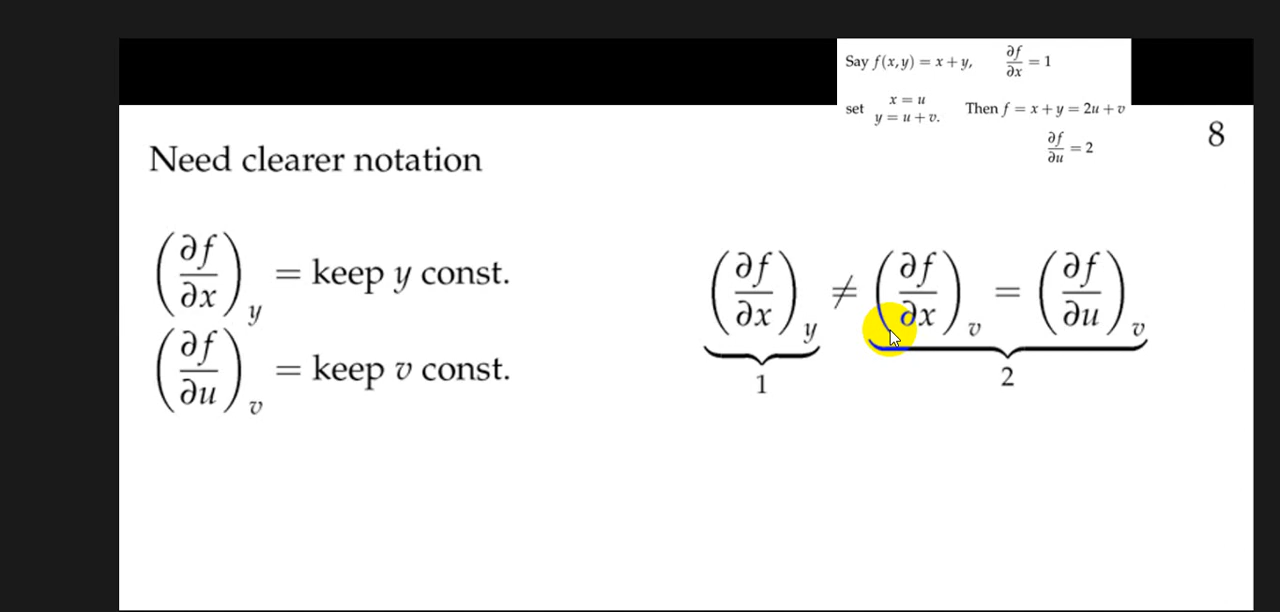 Say f(x, y) = x + y, ∂f/∂x = 1
set x = u
y = u + v. Then f = x + y = 2u + v
∂f/∂u = 2
8
Need clearer notation
(∂f/∂x)_y = keep y const.
(∂f/∂u)_v = keep v const.
(∂f/∂x)_y ≠ (∂f/∂x)_v = (∂f/∂u)_v
1 2